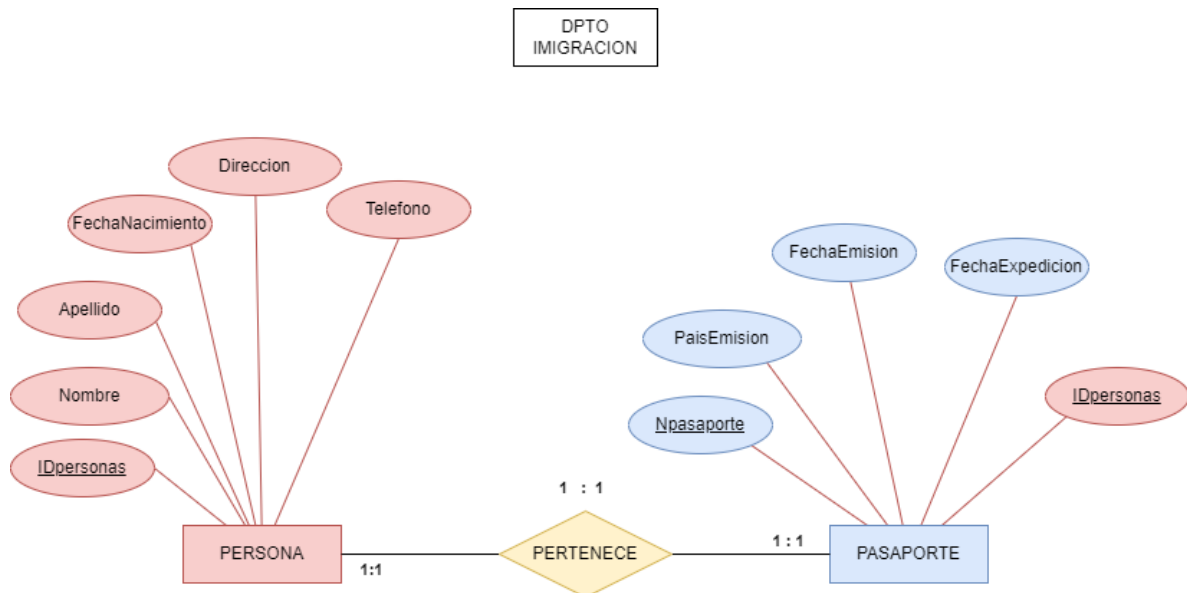 DPTO
IMIGRACION
Direccion
Telefono
FechaNacimiento
FechaEmision
FechaExpedicion
Apellido
PaisEmision
Nombre
IDpersonas
Npasaporte
IDpersonas
1 : 1
PERSONA
1:1
PERTENECE
1 : 1
PASAPORTE